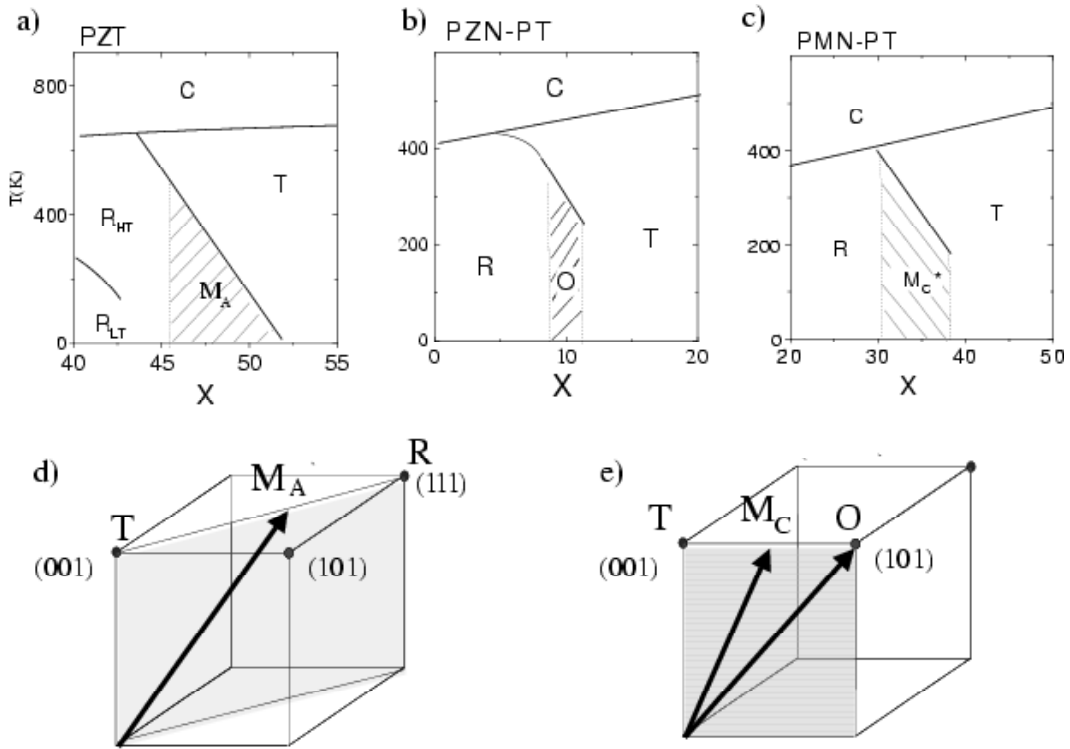 a)
PZT
800
400
0
T(K)
C
T
R_HT
R_LT
M_A
40
45
50
55
X
b)
PZN-PT
400
200
0
C
R
O
T
0
10
20
X
c)
PMN-PT
400
200
0
C
R
M_C*
T
20
30
40
50
X
d)
T
M_A
R
(111)
(001)
(101)
e)
T
M_C
O
(001)
(101)